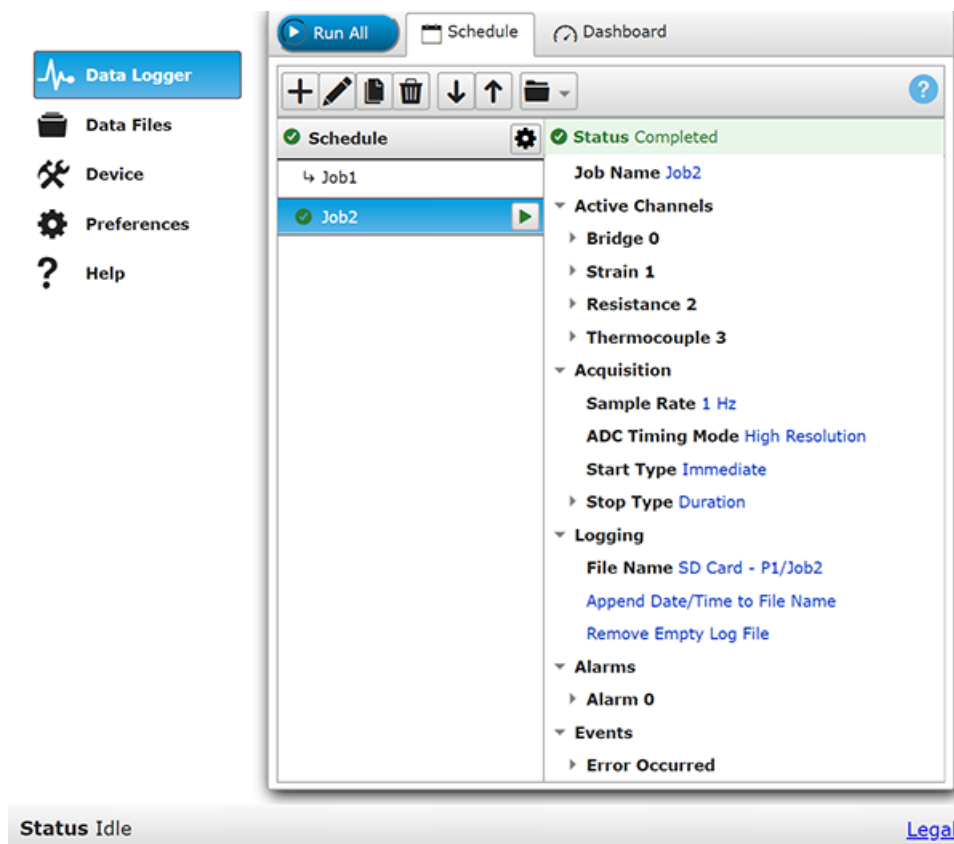 Run All
Schedule
Dashboard
Data Logger
Data Files
Device
Preferences
Help
?
Schedule
Job1
Job2
Status Completed
Job Name Job2
Active Channels
Bridge 0
Strain 1
Resistance 2
Thermocouple 3
Acquisition
Sample Rate 1 Hz
ADC Timing Mode High Resolution
Start Type Immediate
Stop Type Duration
Logging
File Name SD Card - P1/Job2
Append Date/Time to File Name
Remove Empty Log File
Alarms
Alarm 0
Events
Error Occurred
Status Idle
Legal